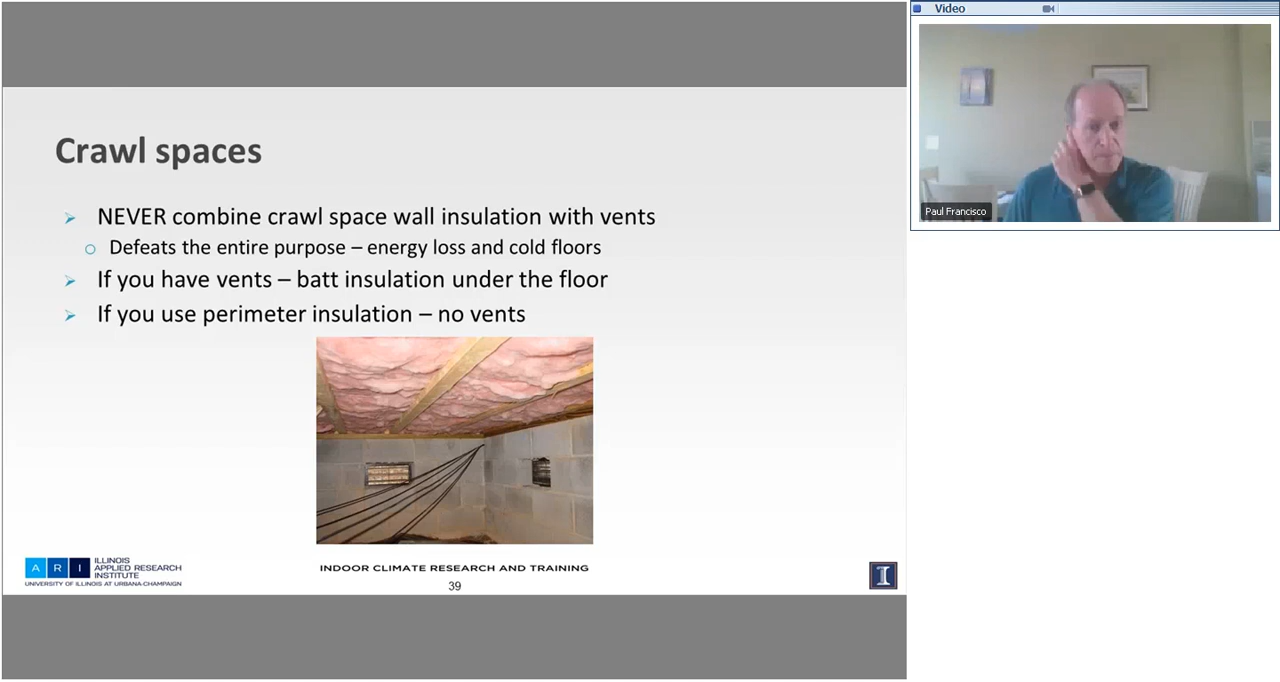 Video
Paul Francisco
Crawl spaces
NEVER combine crawl space wall insulation with vents
Defeats the entire purpose – energy loss and cold floors
If you have vents – batt insulation under the floor
If you use perimeter insulation – no vents
ARI
ILLINOIS
APPLIED RESEARCH
INSTITUTE
UNIVERSITY OF ILLINOIS AT URBANA-CHAMPAIGN
INDOOR CLIMATE RESEARCH AND TRAINING
39
I